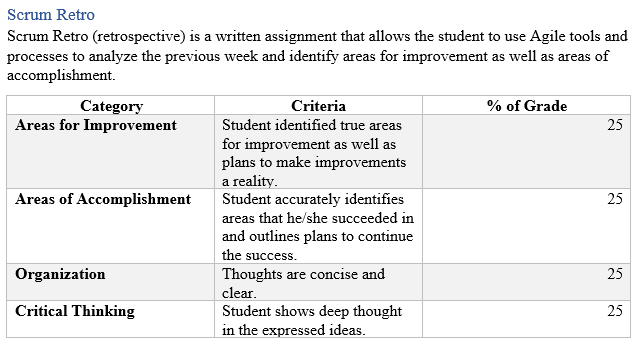 Scrum Retro
Scrum Retro (retrospective) is a written assignment that allows the student to use Agile tools and
processes to analyze the previous week and identify areas for improvement as well as areas of
accomplishment.
Category Criteria % of Grade
Areas for Improvement Student identified true areas 25
for improvement as well as
plans to make improvements
a reality.
Areas of Accomplishment Student accurately identifies 25
areas that he/she succeeded in
and outlines plans to continue
the success.
Organization Thoughts are concise and 25
clear.
Critical Thinking Student shows deep thought 25
in the expressed ideas.